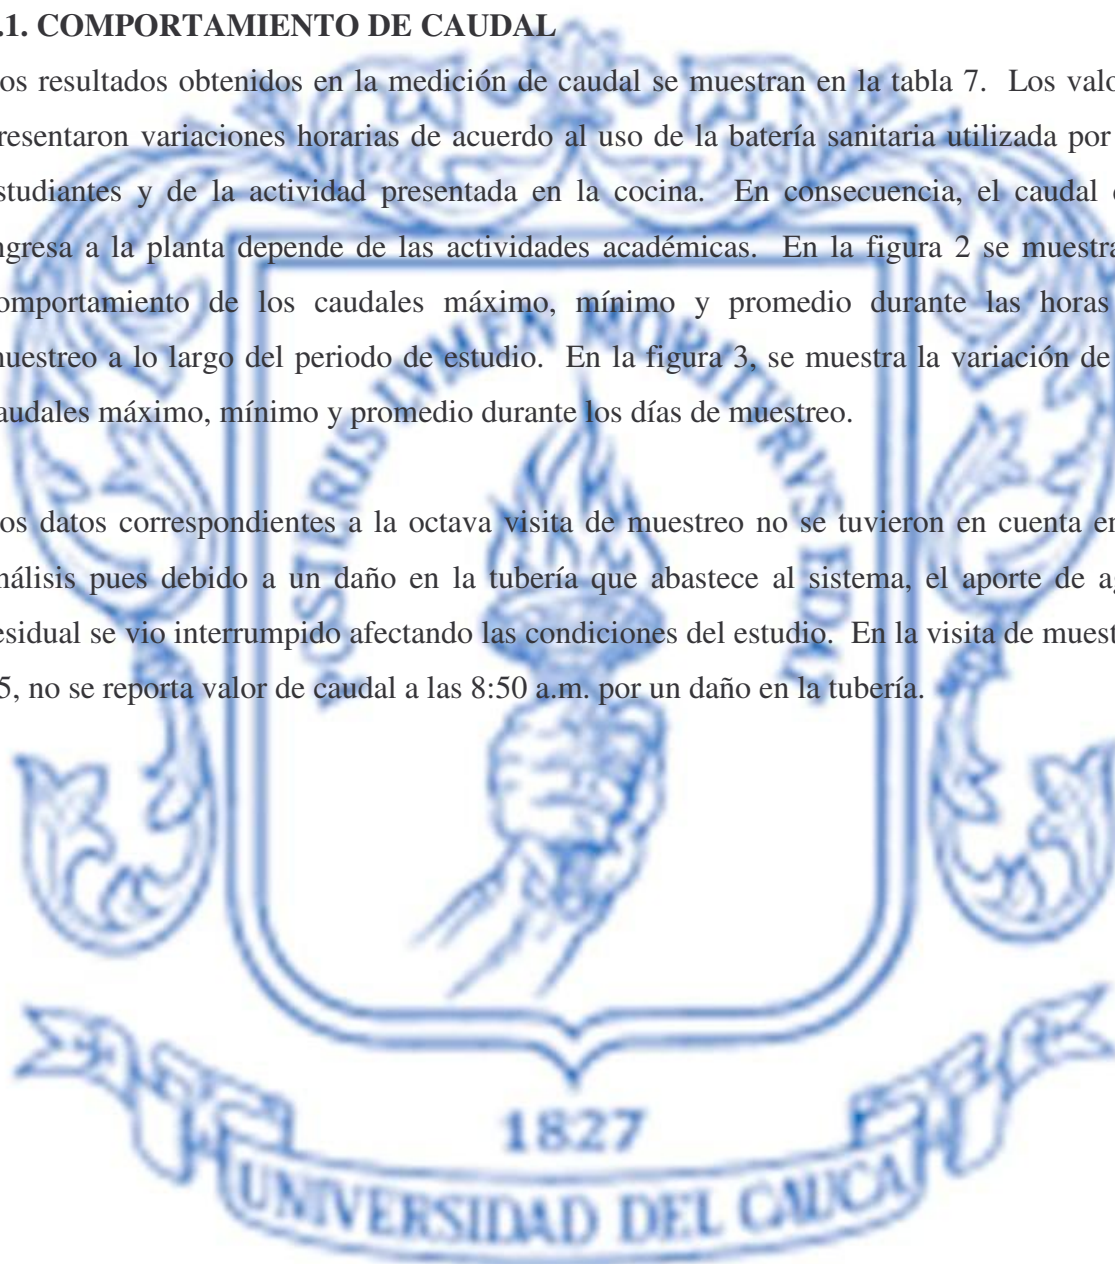 .1. COMPORTAMIENTO DE CAUDAL
os resultados obtenidos en la medición de caudal se muestran en la tabla 7. Los valo
resentaron variaciones horarias de acuerdo al uso de la batería sanitaria utilizada por
studiantes y de la actividad presentada en la cocina. En consecuencia, el caudal
ngresa a la planta depende de las actividades académicas. En la figura 2 se muestra
omportamiento de los caudales máximo, mínimo y promedio durante las horas
uestreo a lo largo del periodo de estudio. En la figura 3, se muestra la variación de
audales máximo, mínimo y promedio durante los días de muestreo.
os datos correspondientes a la octava visita de muestreo no se tuvieron en cuenta en
nálisis pues debido a un daño en la tubería que abastece al sistema, el aporte de ag
esidual se vio interrumpido afectando las condiciones del estudio. En la visita de muest
5, no se reporta valor de caudal a las 8:50 a.m. por un daño en la tubería.
POSTERIS LVMEN MORITVRVS EDAT
1827
UNIVERSIDAD DEL CAUCA